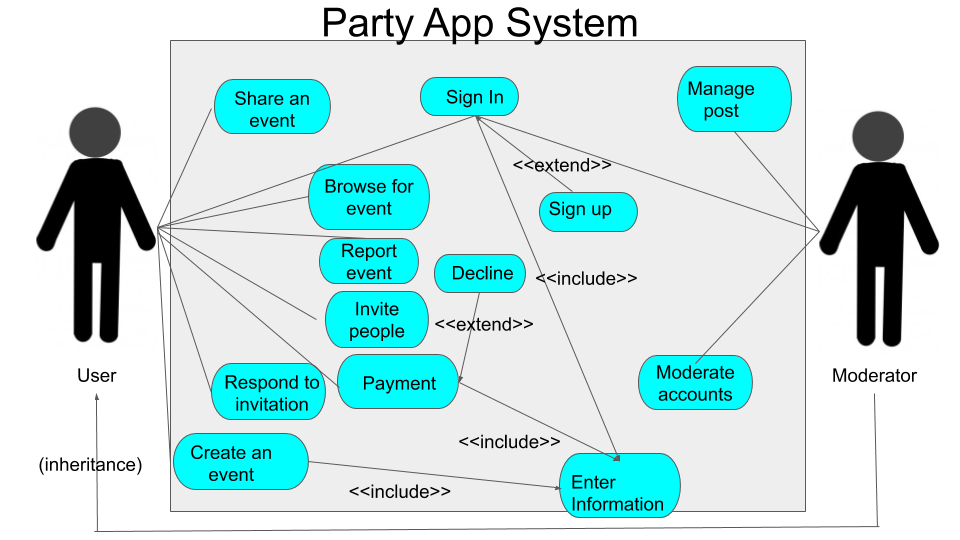 Party App System
Share an
event
Sign In
Manage
post
<<extend>>
Browse for
event
Sign up
Report
event
Decline
<<include>>
Invite
people
<<extend>>
User
Respond to
invitation
Payment
Moderate
accounts
Moderator
(inheritance)
Create an
event
<<include>>
<<include>>
Enter
Information